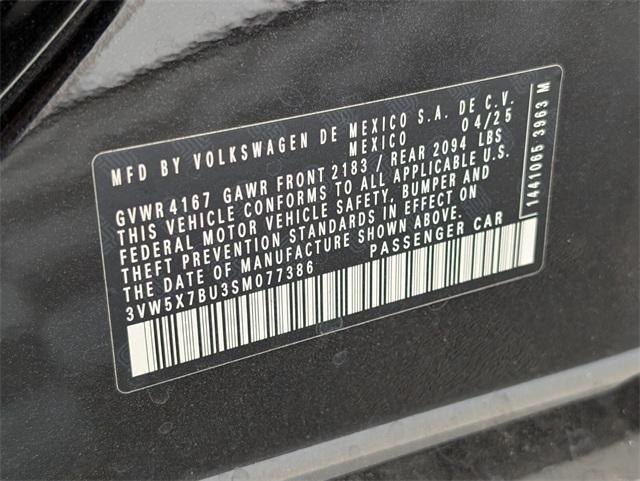 MFD BY VOLKSWAGEN DE MEXICO S.A. DE C.V.
MEXICO 04/25
GVWR 4167 GAWR FRONT 2183 / REAR 2094 LBS
THIS VEHICLE CONFORMS TO ALL APPLICABLE U.S.
FEDERAL MOTOR VEHICLE SAFETY, BUMPER AND
THEFT PREVENTION STANDARDS IN EFFECT ON
THE DATE OF MANUFACTURE SHOWN ABOVE.
3VW5X7BU3SM077386 PASSENGER CAR
1441065 3963 M